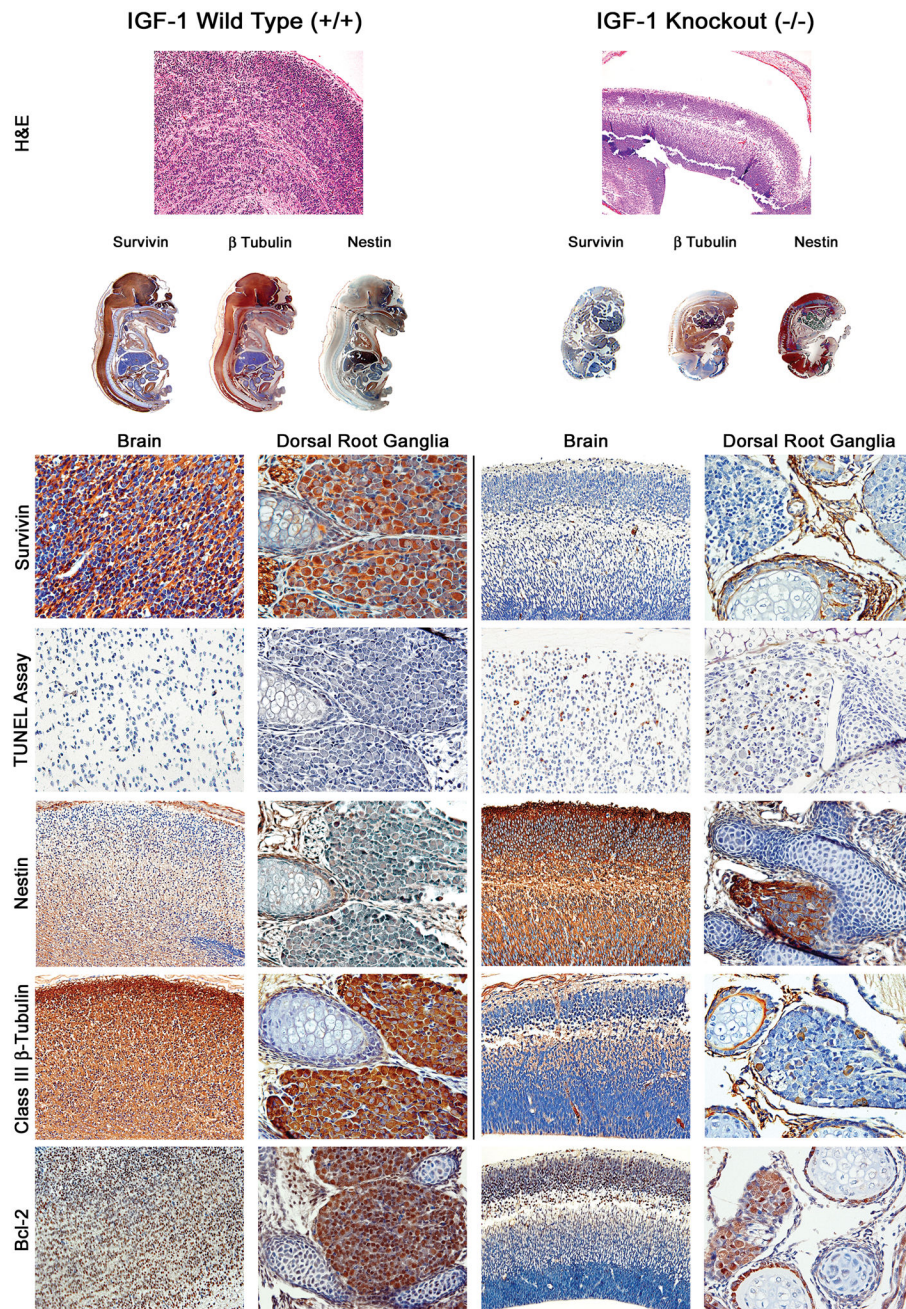 IGF-1 Wild Type (+/+)
IGF-1 Knockout (-/-)
H&E
Survivin
β Tubulin
Nestin
Survivin
β Tubulin
Nestin
Brain
Dorsal Root Ganglia
Brain
Dorsal Root Ganglia
Survivin
TUNEL Assay
Nestin
Class III β-Tubulin
Bcl-2